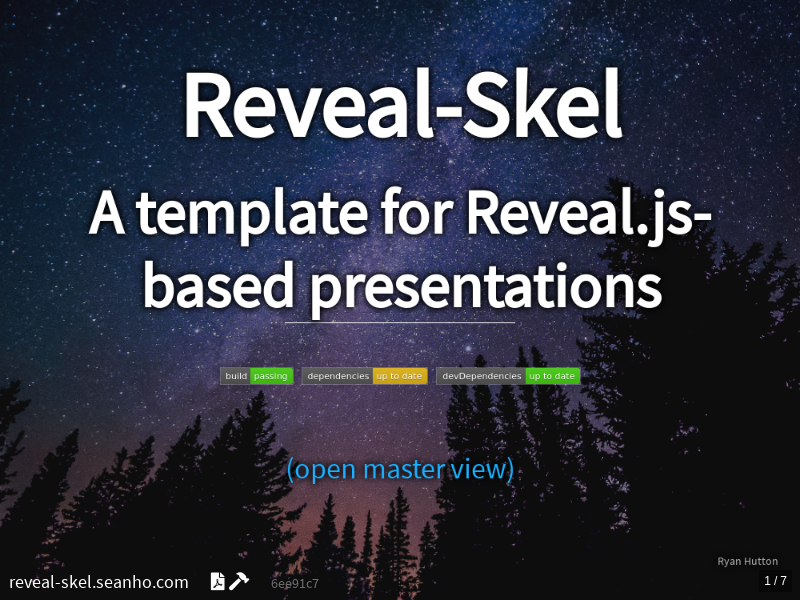 Reveal-Skel
A template for Reveal.js-
based presentations
build passing dependencies up to date devDependencies up to date
(open master view)
Ryan Hutton
reveal-skel.seanho.com 6ee91c7 1 / 7